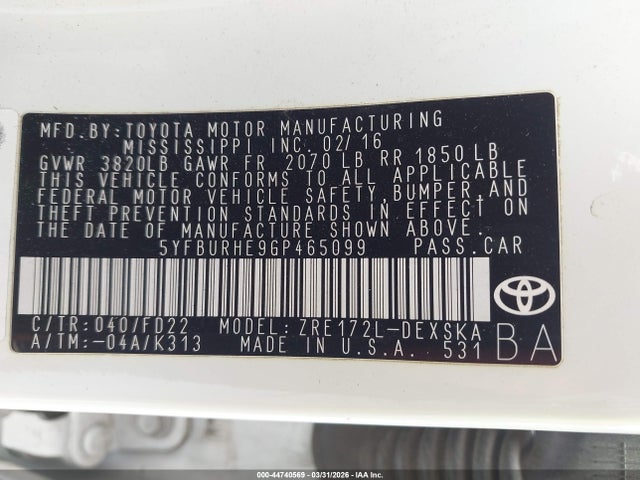 MFD.BY:TOYOTA MOTOR MANUFACTURING
MISSISSIPPI INC. 02/16
GVWR 3820LB GAWR FR 2070 LB RR 1850 LB
THIS VEHICLE CONFORMS TO ALL APPLICABLE
FEDERAL MOTOR VEHICLE SAFETY,BUMPER,AND
THEFT PREVENTION STANDARDS IN EFFECT ON
THE DATE OF MANUFACTURE SHOWN ABOVE.
5YFBURHE9GP465099 PASS.CAR
C/TR:040/FD22 MODEL:ZRE172L-DEXSKA
A/TM:-04A/K313 MADE IN U.S.A. 531
BA
000-44740569 - 03/31/2026 - IAA Inc.